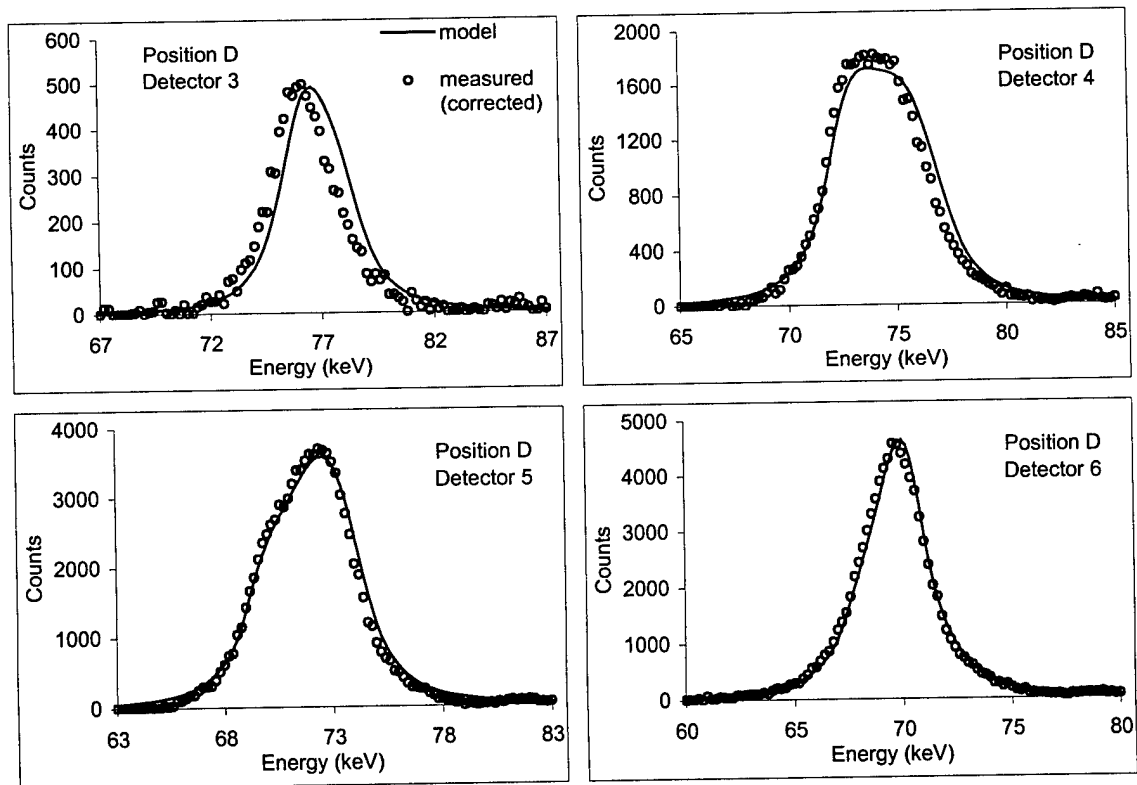 Position D
Detector 3
model
measured
(corrected)
600
500
400
300
200
100
0
67
72
77
82
87
Counts
Energy (keV)
Position D
Detector 4
2000
1600
1200
800
400
0
65
70
75
80
85
Counts
Energy (keV)
Position D
Detector 5
4000
3000
2000
1000
0
63
68
73
78
83
Counts
Energy (keV)
Position D
Detector 6
5000
4000
3000
2000
1000
0
60
65
70
75
80
Counts
Energy (keV)